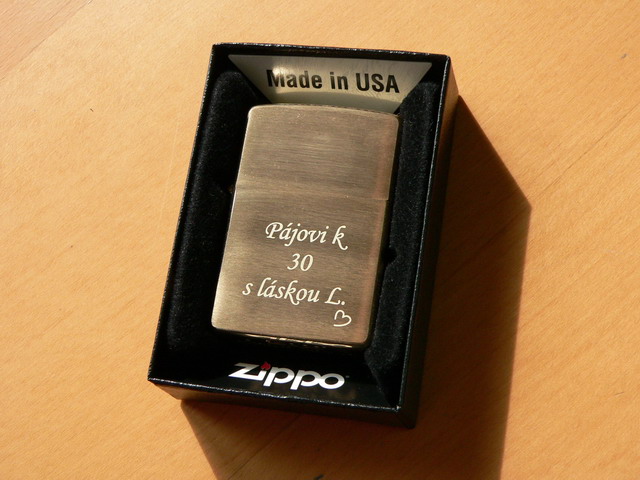 Made in USA
Pájovi k
30
s láskou L.
zippo